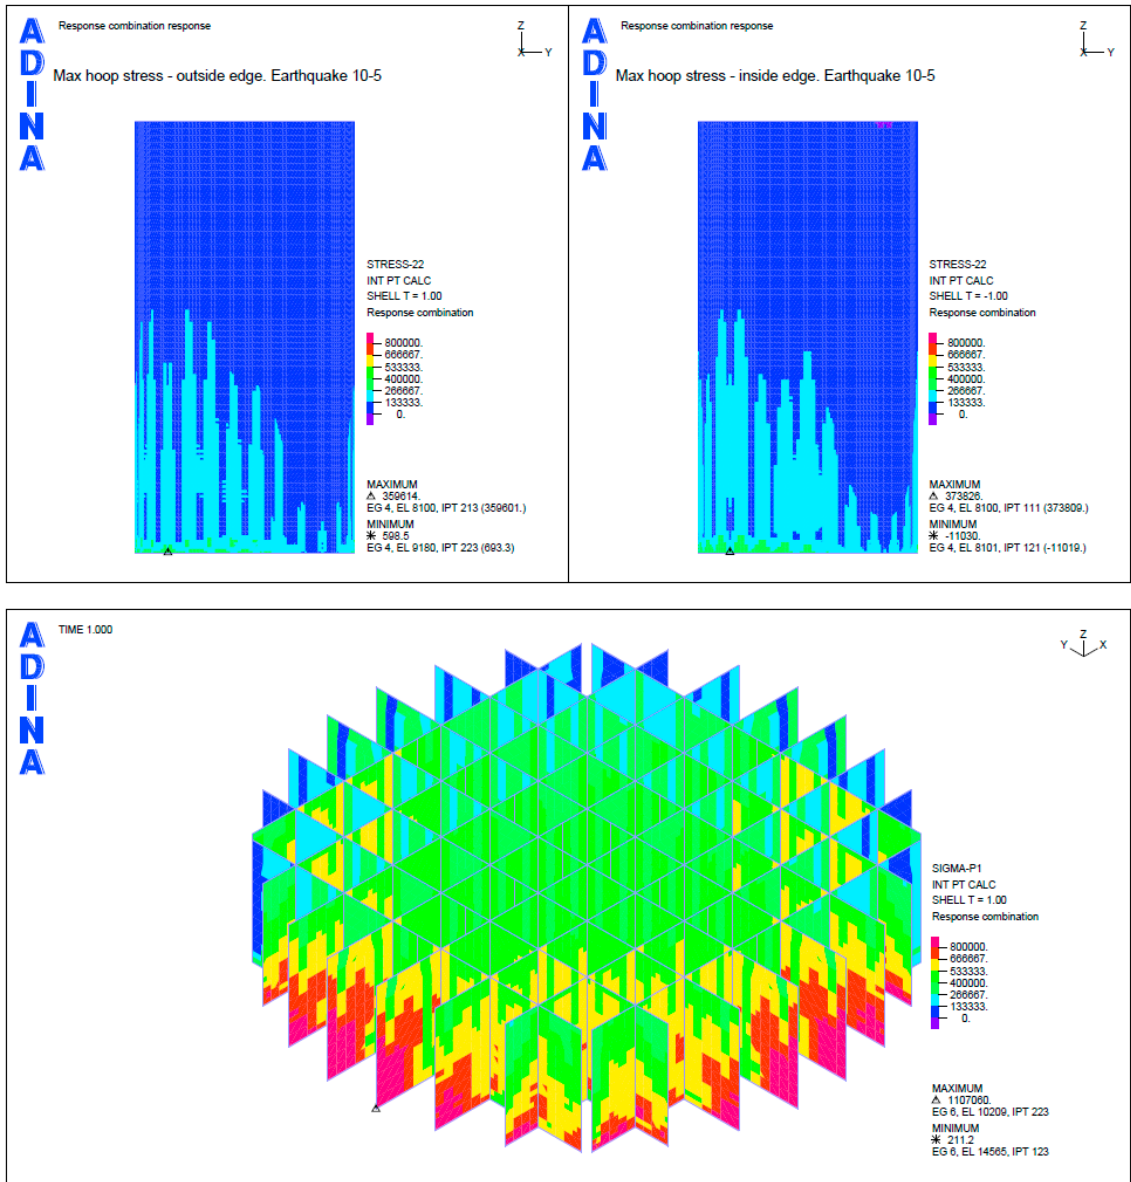 ADINA
Response combination response
Z
X Y
Max hoop stress - outside edge. Earthquake 10-5
STRESS-22
INT PT CALC
SHELL T = 1.00
Response combination
800000.
666667.
533333.
400000.
266667.
133333.
0.
MAXIMUM
359614.
EG 4, EL 8100, IPT 213 (359601.)
MINIMUM
598.5
EG 4, EL 9180, IPT 223 (693.3)
ADINA
Response combination response
Z
X Y
Max hoop stress - inside edge. Earthquake 10-5
STRESS-22
INT PT CALC
SHELL T = -1.00
Response combination
800000.
666667.
533333.
400000.
266667.
133333.
0.
MAXIMUM
373826.
EG 4, EL 8100, IPT 111 (373809.)
MINIMUM
-11030.
EG 4, EL 8101, IPT 121 (-11019.)
ADINA
TIME 1.000
Z
Y X
SIGMA-P1
INT PT CALC
SHELL T = 1.00
Response combination
800000.
666667.
533333.
400000.
266667.
133333.
0.
MAXIMUM
1107060.
EG 6, EL 10209, IPT 223
MINIMUM
211.2
EG 6, EL 14565, IPT 123